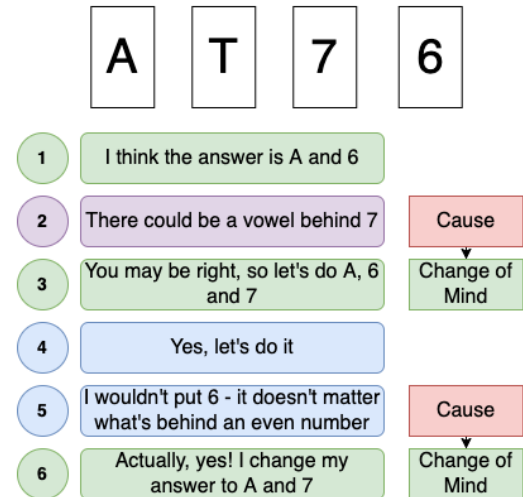 A T 7 6
1 I think the answer is A and 6
2 There could be a vowel behind 7 Cause
3 You may be right, so let's do A, 6
and 7
Change of
Mind
4 Yes, let's do it
5 I wouldn't put 6 - it doesn't matter
what's behind an even number
Cause
6 Actually, yes! I change my
answer to A and 7
Change of
Mind